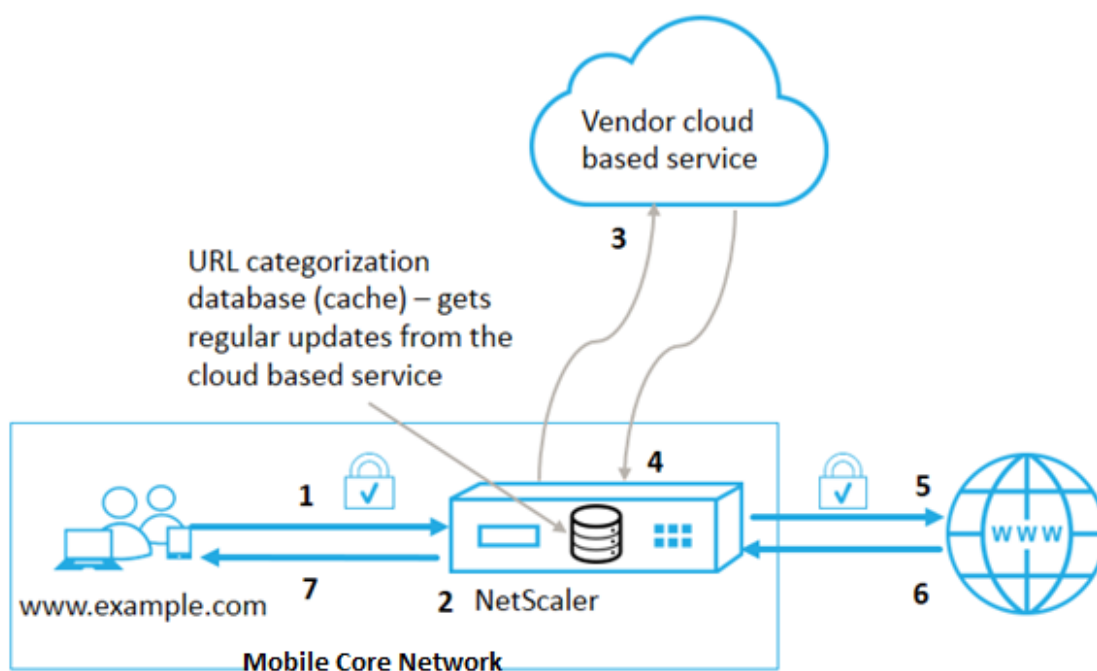 Vendor cloud
based service
3
URL categorization
database (cache) – gets
regular updates from the
cloud based service
4
1
5
www
7
2 NetScaler
6
www.example.com
Mobile Core Network